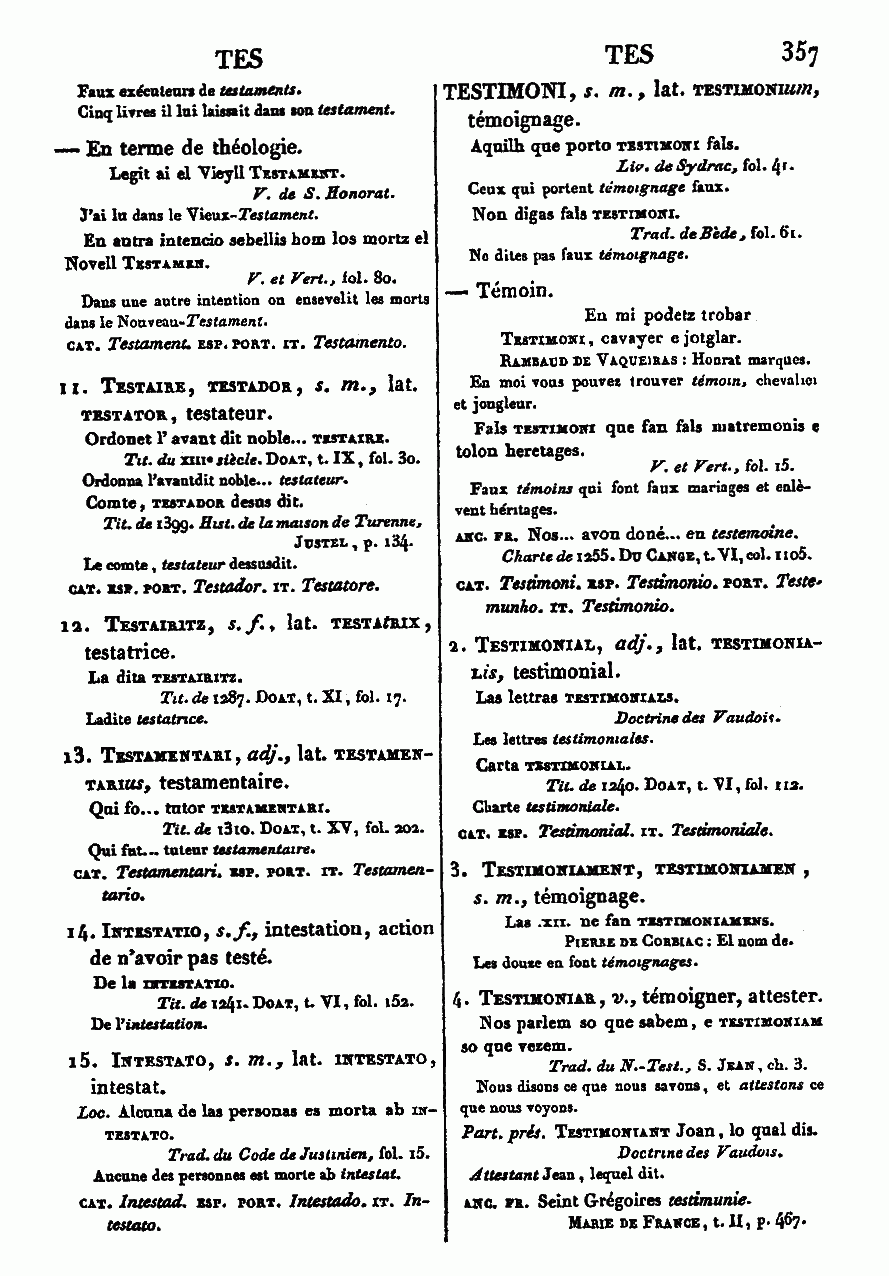 TES
Faux exécuteurs de testaments.
Cinq livres il lui laissait dans son testament.
— En terme de théologie.
Legit ai el Vieyll TESTAMENT.
V. de S. Honorat.
J'ai lu dans le Vieux-Testament.
En autra intencio sebellis hom los mortz el
Novell TESTAMEN.
V. et Vert., fol. 80.
Dans une autre intention on ensevelit les morts
dans le Nouveau-Testament.
CAT. Testament. ESP. PORT. IT. Testamento.
11. TESTAIRE, TESTADOR, s. m., lat.
TESTATOR, testateur.
Ordonet l'avant dit noble... TESTAIRE.
Tit. du XIIIe siècle. DOAT, t. IX, fol. 30.
Ordonna l'avantdit noble... testateur.
Comte, TESTADOR desus dit.
Tit. de 1399. Hist. de la maison de Turenne,
JUSTEL, p. 134.
Le comte, testateur dessusdit.
CAT. ESP. PORT. Testador. IT. Testatore.
12. TESTAIRITZ, s. f., lat. TESTATRIX,
testatrice.
La dita TESTAIRITZ.
Tit. de 1287. DOAT, t. XI, fol. 17.
Ladite testatrice.
13. TESTAMENTARI, adj., lat. TESTAMEN-
TARIUS, testamentaire.
Qui fo... tutor TESTAMENTARI.
Tit. de 1310. DOAT, t. XV, fol. 202.
Qui fut... tuteur testamentaire.
CAT. Testamentari. ESP. PORT. IT. Testamen-
tario.
14. INTESTATIO, s. f., intestation, action
de n'avoir pas testé.
De la INTESTATIO.
Tit. de 1241. DOAT, t. VI, fol. 152.
De l'intestation.
15. INTESTATO, s. m., lat. INTESTATO,
intestat.
Loc. Alcuna de las personas es morta ab IN-
TESTATO.
Trad. du Code de Justinien, fol. 15.
Aucune des personnes est morte ab intestat.
CAT. Intestad. ESP. PORT. Intestado. IT. In-
testato.
TES 357
TESTIMONI, s. m., lat. TESTIMONIum,
témoignage.
Aquilh que porto TESTIMONI fals.
Liv. de Sydrac, fol. 41.
Ceux qui portent témoignage faux.
Non digas fals TESTIMONI.
Trad. de Bède, fol. 61.
Ne dites pas faux témoignage.
— Témoin.
En mi podetz trobar
TESTIMONI, cavayer e jotglar.
RAMBAUD DE VAQUEIRAS : Honrat marques.
En moi vous pouvez trouver témoin, chevalier
et jongleur.
Fals TESTIMONI que fan fals matremonis e
tolon heretages.
V. et Vert., fol. 15.
Faux témoins qui font faux mariages et enlè-
vent héritages.
ANC. FR. Nos... avon doné... en testemoine.
Charte de 1255. DU CANGE, t. VI, col. 1105.
CAT. Testimoni. ESP. Testimonio. PORT. Teste-
munho. IT. Testimonio.
2. TESTIMONIAL, adj., lat. TESTIMONIA-
LIS, testimonial.
Las lettras TESTIMONIALS.
Doctrine des Vaudois.
Les lettres testimoniales.
Carta TESTIMONIAL.
Tit. de 1240. DOAT, t. VI, fol. 112.
Charte testimoniale.
CAT. ESP. Testimonial. IT. Testimoniale.
3. TESTIMONIAMENT, TESTIMONIAMEN,
s. m., témoignage.
Las .XII. ne fan TESTIMONIAMENS.
PIERRE DE CORBIAC : El nom de.
Les douze en font témoignages.
4. TESTIMONIAR, v., témoigner, attester.
Nos parlem so que sabem, e TESTIMONIAM
so que vezem.
Trad. du N.-Test., S. JEAN, ch. 3.
Nous disons ce que nous savons, et attestons ce
que nous voyons.
Part. prés. TESTIMONIANT Joan, lo qual dis.
Doctrine des Vaudois.
Attestant Jean, lequel dit.
ANC. FR. Seint Grégoires testimunie.
MARIE DE FRANCE, t. II, p. 467.